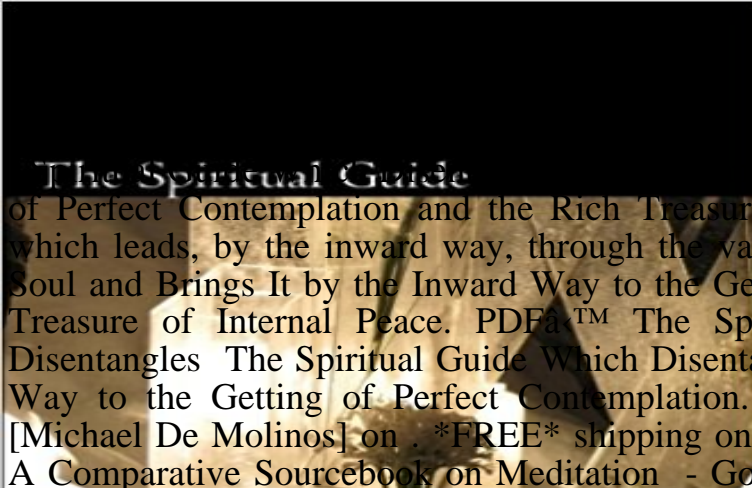 The Spiritual Guide
of Perfect Contemplation and the Rich Treasur
which leads, by the inward way, through the va
Soul and Brings It by the Inward Way to the Ge
Treasure of Internal Peace. PDFâ‹™ The Sp
Disentangles The Spiritual Guide Which Disenta
Way to the Getting of Perfect Contemplation.
[Michael De Molinos] on . *FREE* shipping on
A Comparative Sourcebook on Meditation - Go